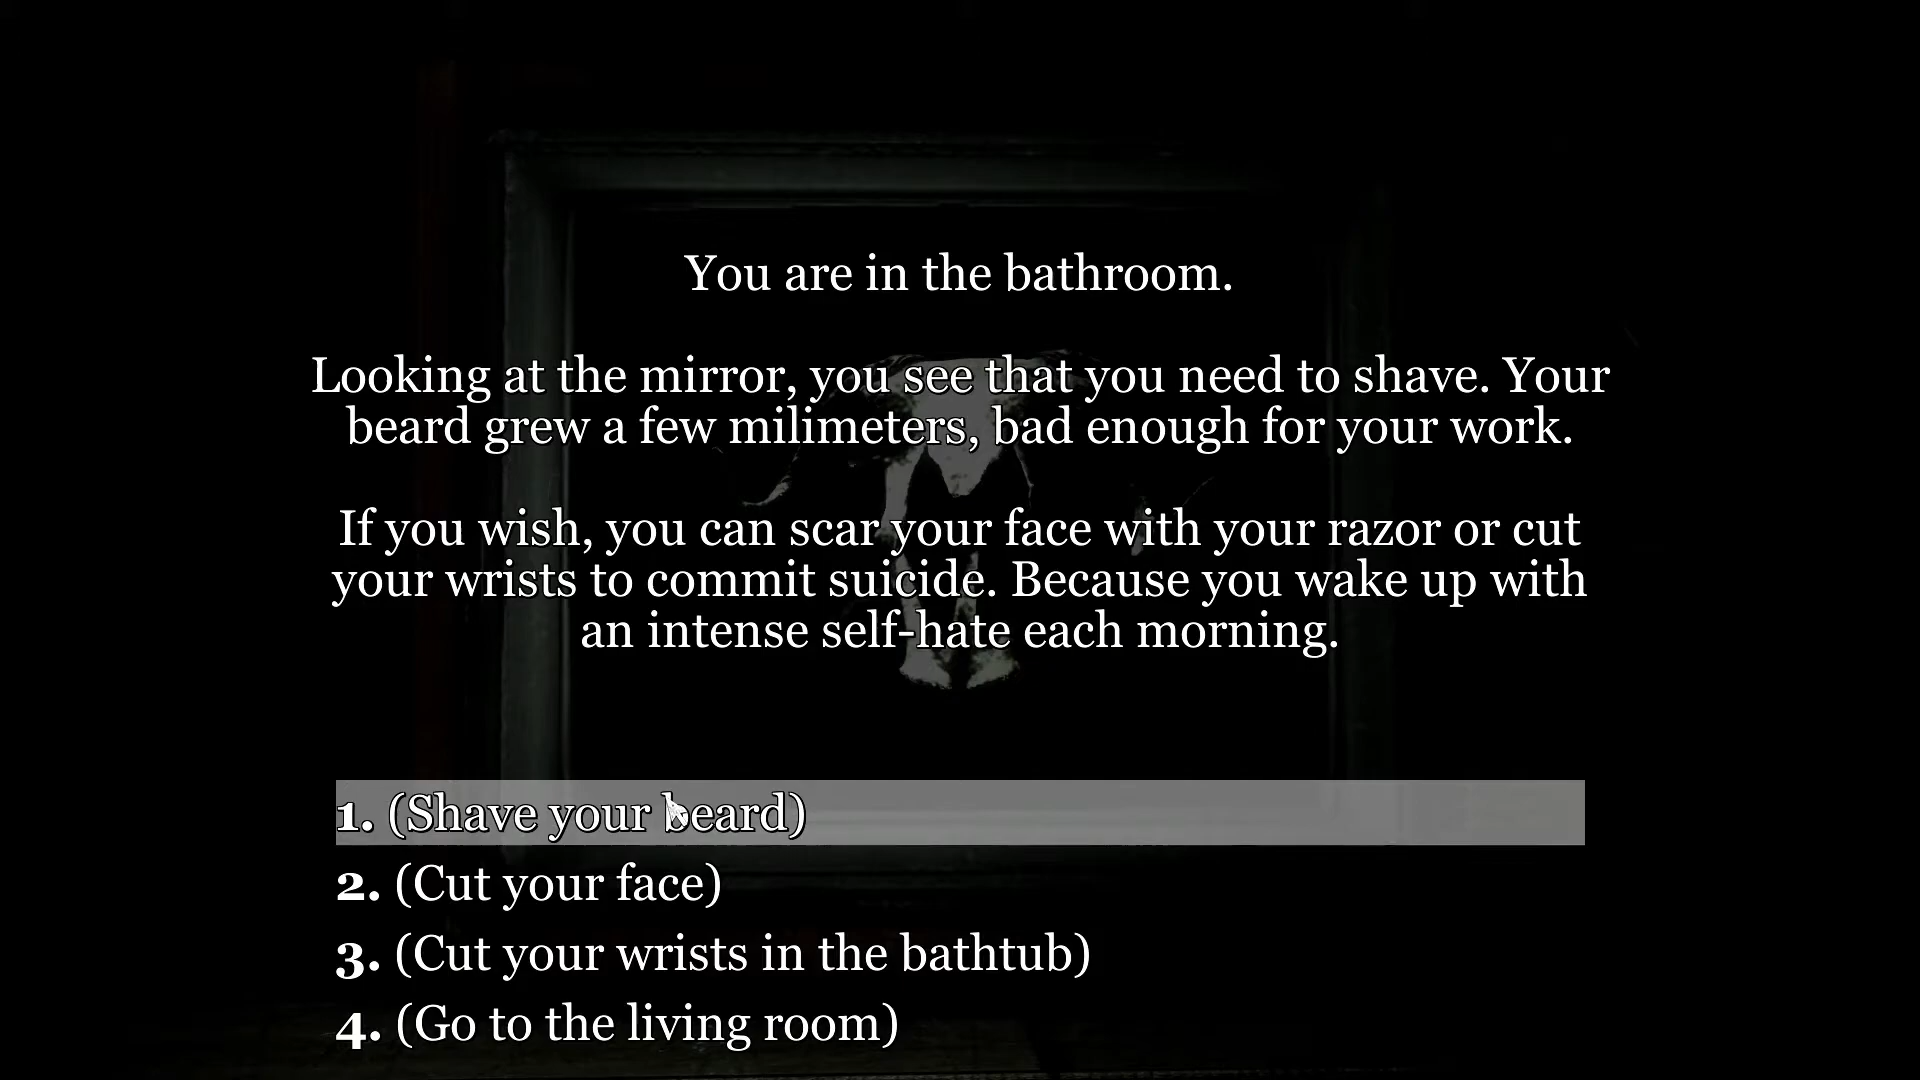 You are in the bathroom.
Looking at the mirror, you see that you need to shave. Your
beard grew a few milimeters, bad enough for your work.
If you wish, you can scar your face with your razor or cut
your wrists to commit suicide. Because you wake up with
an intense self-hate each morning.
1. (Shave your beard)
2. (Cut your face)
3. (Cut your wrists in the bathtub)
4. (Go to the living room)